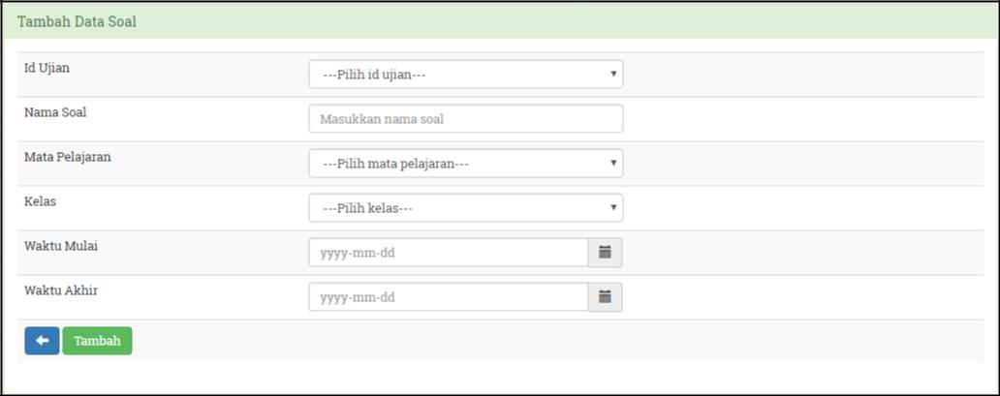 Tambah Data Soal
Id Ujian
---Pilih id ujian---
Nama Soal
Masukkan nama soal
Mata Pelajaran
---Pilih mata pelajaran---
Kelas
---Pilih kelas---
Waktu Mulai
yyyy-mm-dd
Waktu Akhir
yyyy-mm-dd
Tambah